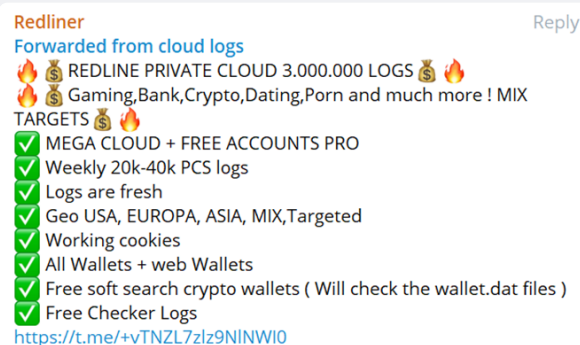 Redliner Reply
Forwarded from cloud logs
🔥 💰 REDLINE PRIVATE CLOUD 3.000.000 LOGS 💰 🔥
🔥 💰 Gaming,Bank,Crypto,Dating,Porn and much more ! MIX
TARGETS 💰 🔥
✅ MEGA CLOUD + FREE ACCOUNTS PRO
✅ Weekly 20k-40k PCS logs
✅ Logs are fresh
✅ Geo USA, EUROPA, ASIA, MIX,Targeted
✅ Working cookies
✅ All Wallets + web Wallets
✅ Free soft search crypto wallets ( Will check the wallet.dat files )
✅ Free Checker Logs
https://t.me/+vTNZL7zlz9NlNWI0